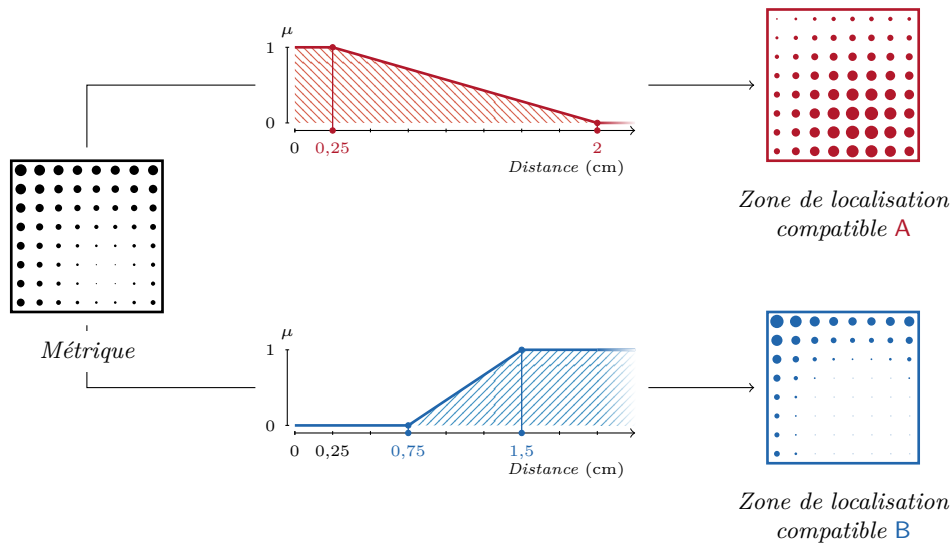 μ
1
0
0 0,25 2
Distance (cm)
Zone de localisation
compatible A
Métrique
μ
1
0
0 0,25 0,75 1,5
Distance (cm)
Zone de localisation
compatible B